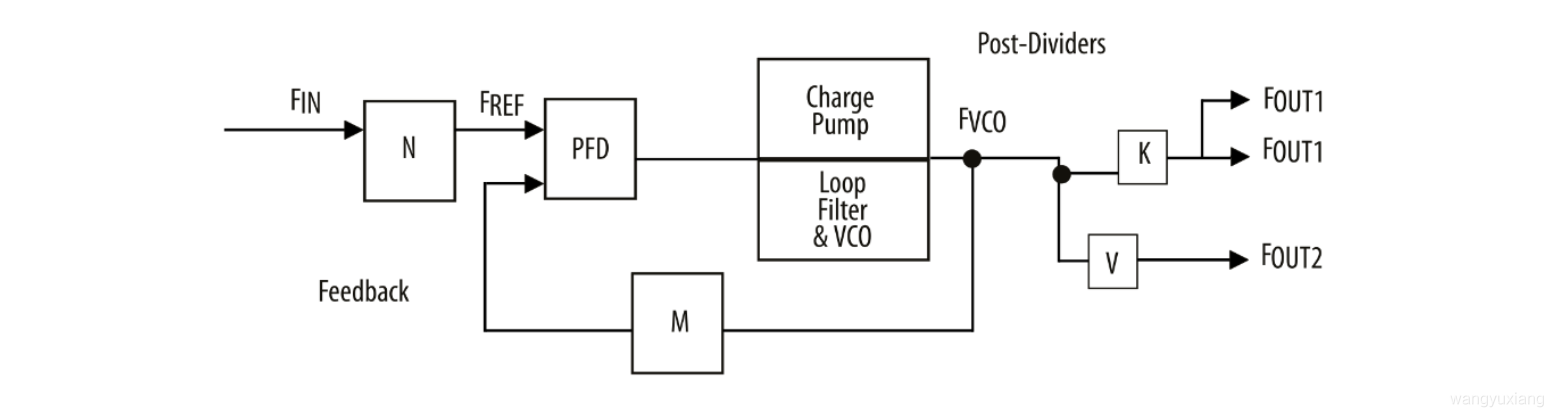 Post-Dividers
FIN
N
FREF
PFD
Charge
Pump
Loop
Filter
& VCO
FVCO
K
FOUT1
FOUT1
V
FOUT2
Feedback
M
wangyuxiang